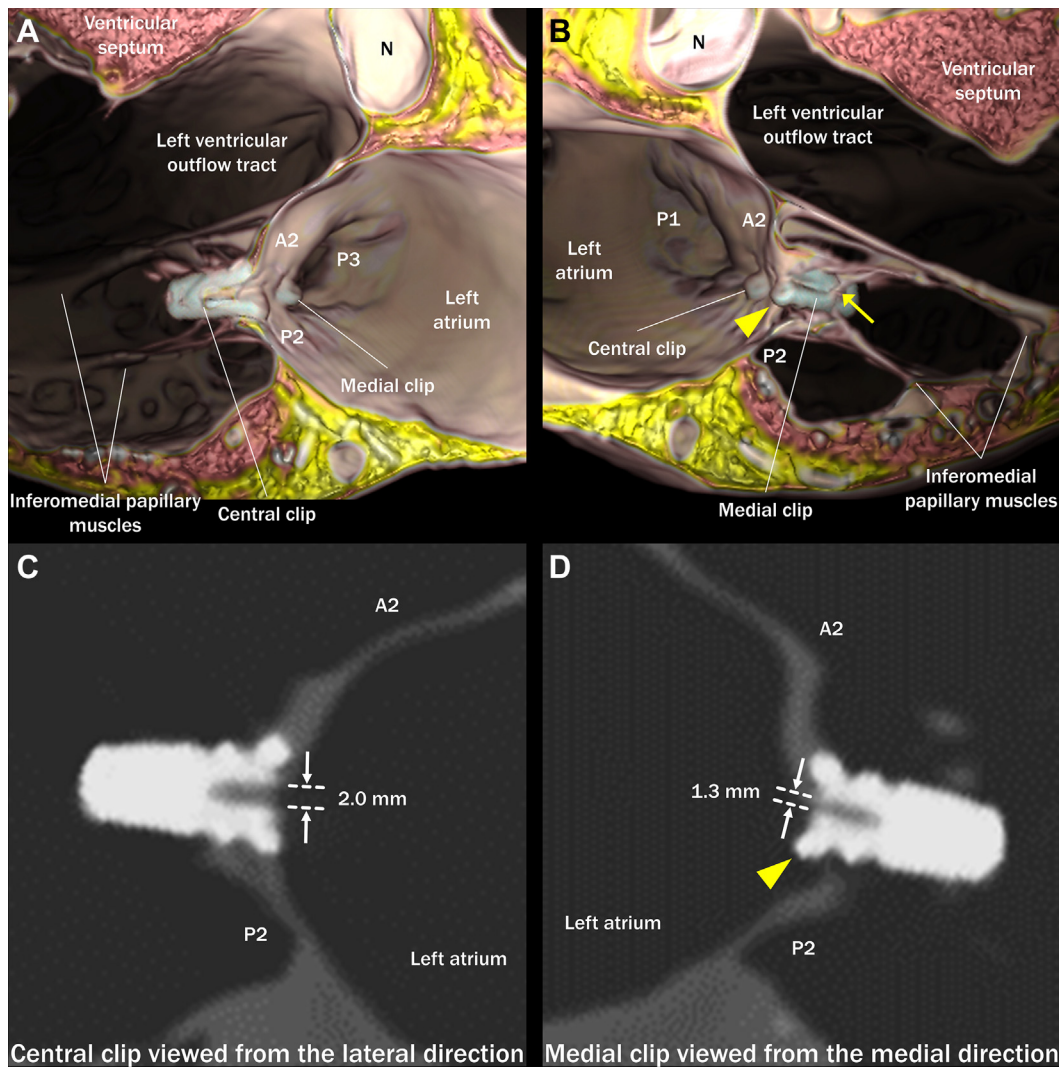 A
Ventricular
septum
N
Left ventricular
outflow tract
A2
P3
Left
atrium
P2
Medial clip
Inferomedial papillary
muscles
Central clip
B
N
Ventricular
septum
Left ventricular
outflow tract
P1
A2
Left
atrium
Central clip
P2
Medial clip
Inferomedial
papillary muscles
C
A2
2.0 mm
P2
Left atrium
Central clip viewed from the lateral direction
D
A2
1.3 mm
Left atrium
P2
Medial clip viewed from the medial direction